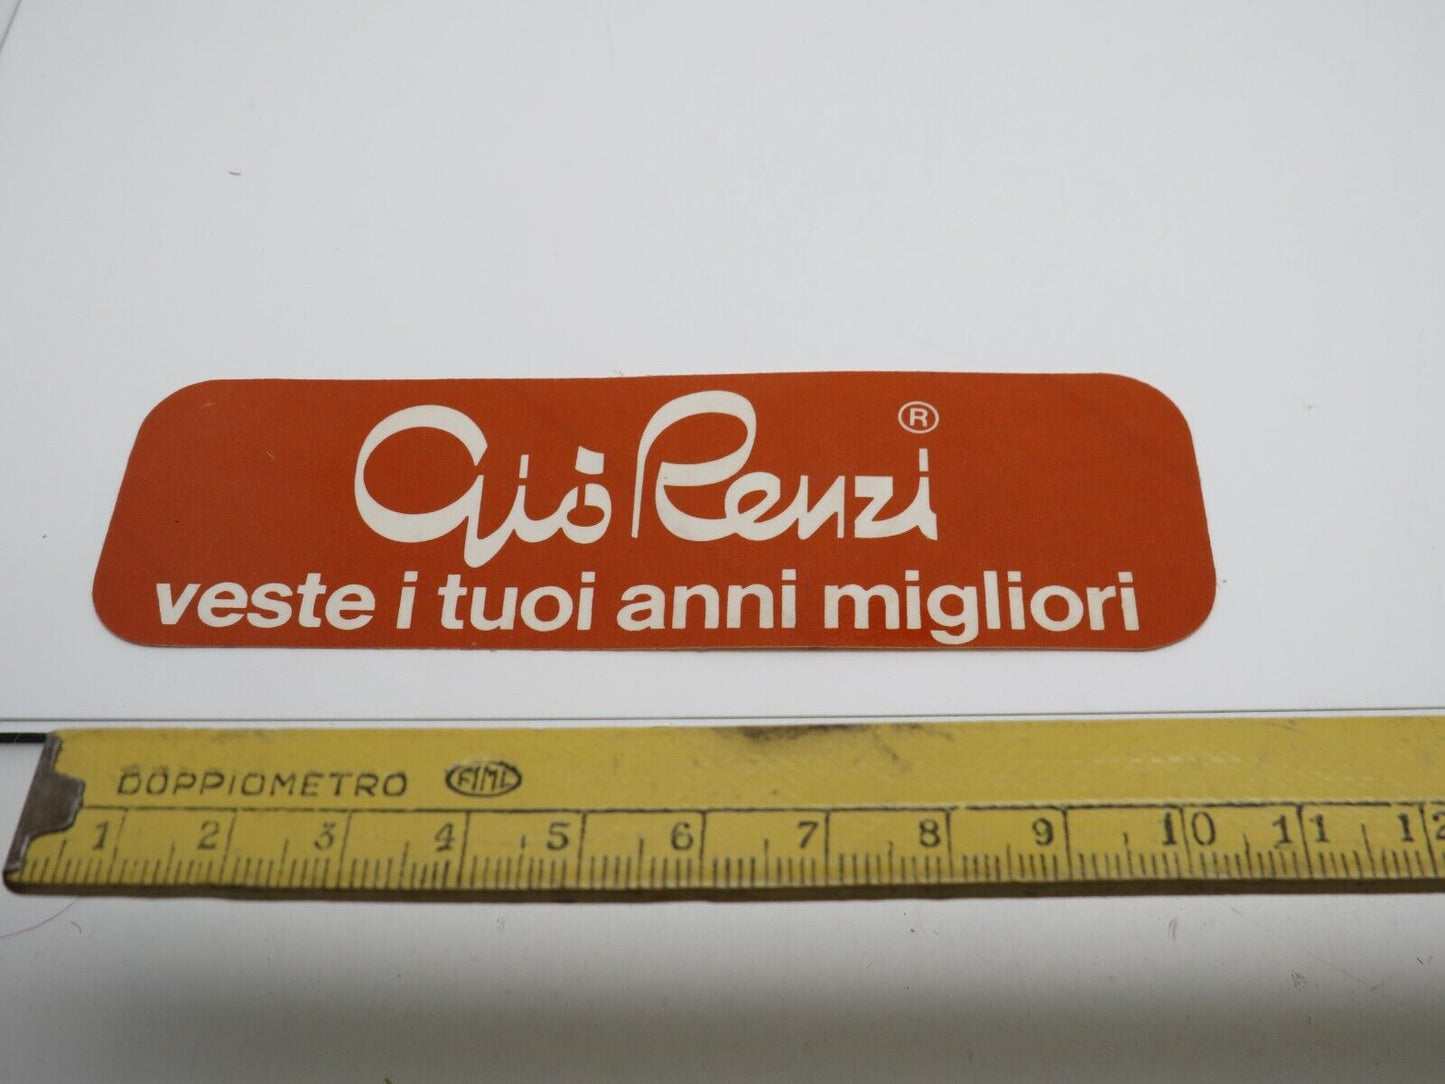 Giò Renzi ®
veste i tuoi anni migliori
DOPPIOMETRO FIML
1 2 3 4 5 6 7 8 9 10 11 12